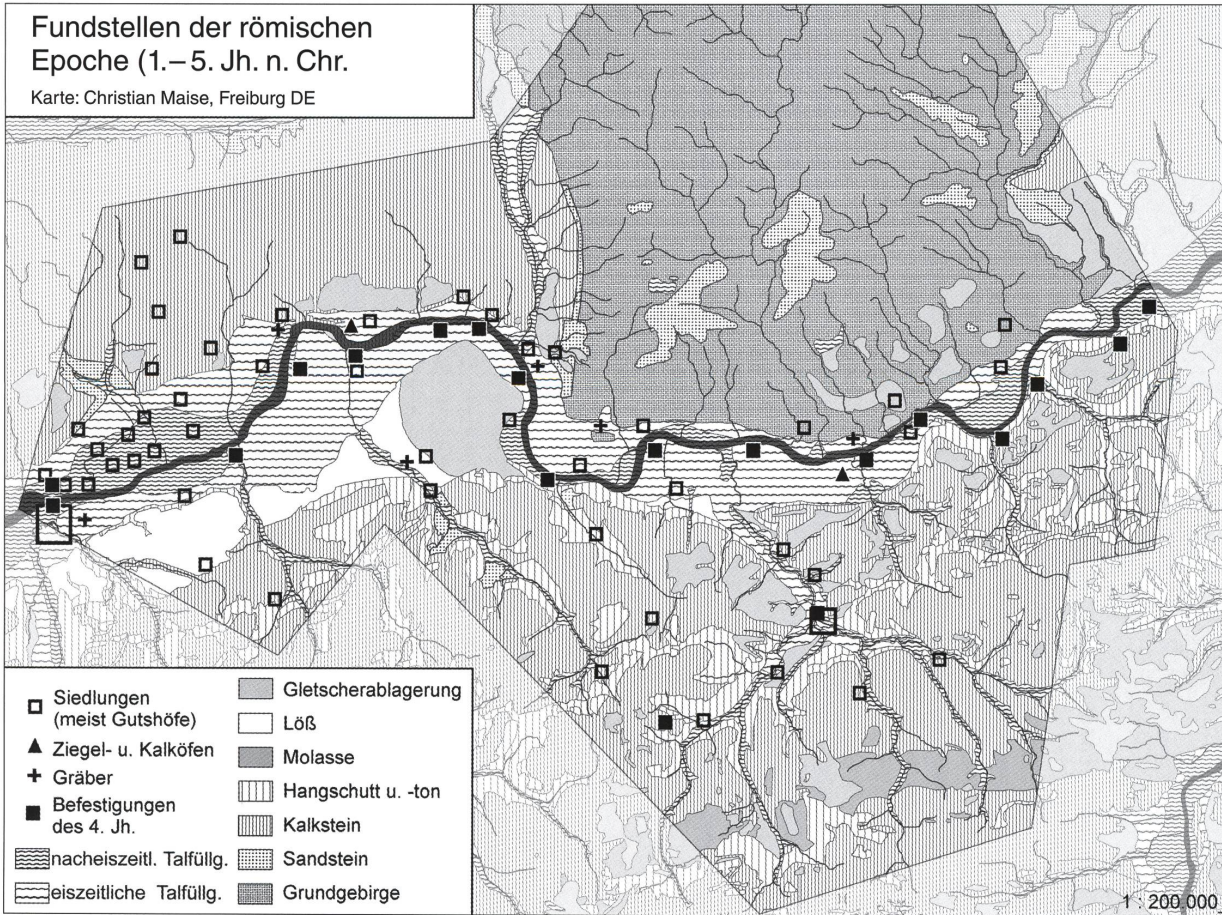 Fundstellen der römischen
Epoche (1.– 5. Jh. n. Chr.
Karte: Christian Maise, Freiburg DE
Siedlungen
(meist Gutshöfe)
Ziegel- u. Kalköfen
Gräber
Befestigungen
des 4. Jh.
nacheiszeitl. Talfüllg.
eiszeitliche Talfüllg.
Gletscherablagerung
Löß
Molasse
Hangschutt u. -ton
Kalkstein
Sandstein
Grundgebirge
1 : 200.000